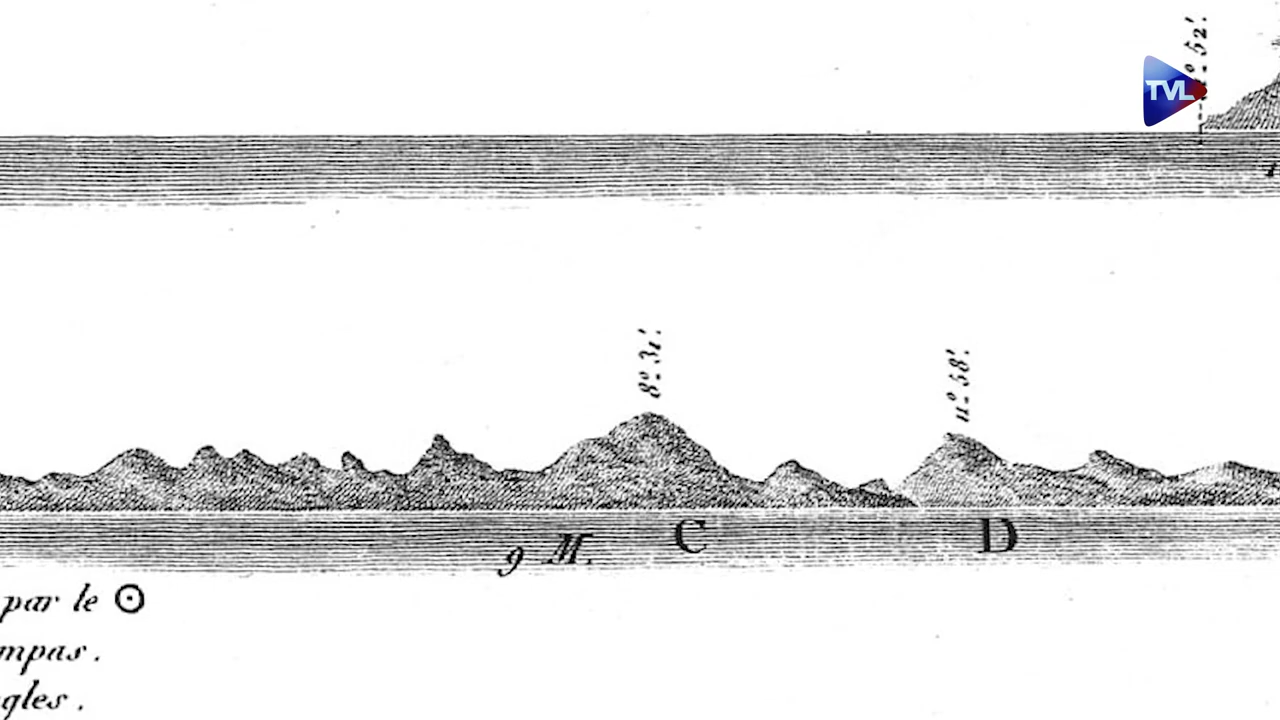 TVL
8° 31'.
11° 58'.
9 M.
C
D
par le
mpas.
gles.